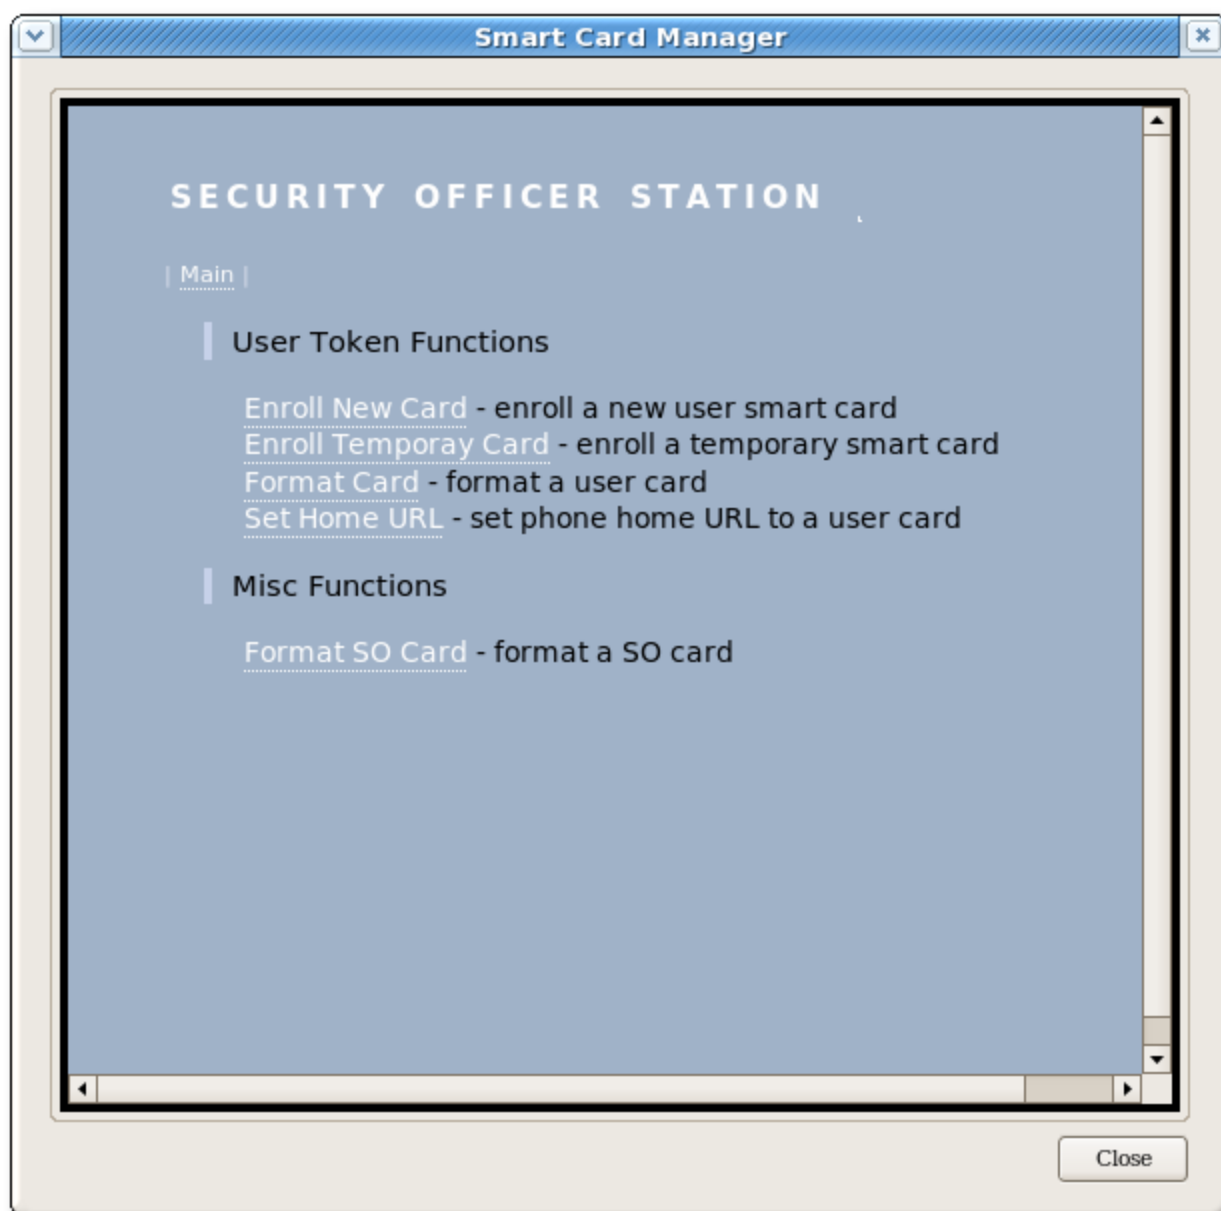 Smart Card Manager
SECURITY OFFICER STATION
| Main |
User Token Functions
Enroll New Card - enroll a new user smart card
Enroll Temporay Card - enroll a temporary smart card
Format Card - format a user card
Set Home URL - set phone home URL to a user card
Misc Functions
Format SO Card - format a SO card
Close